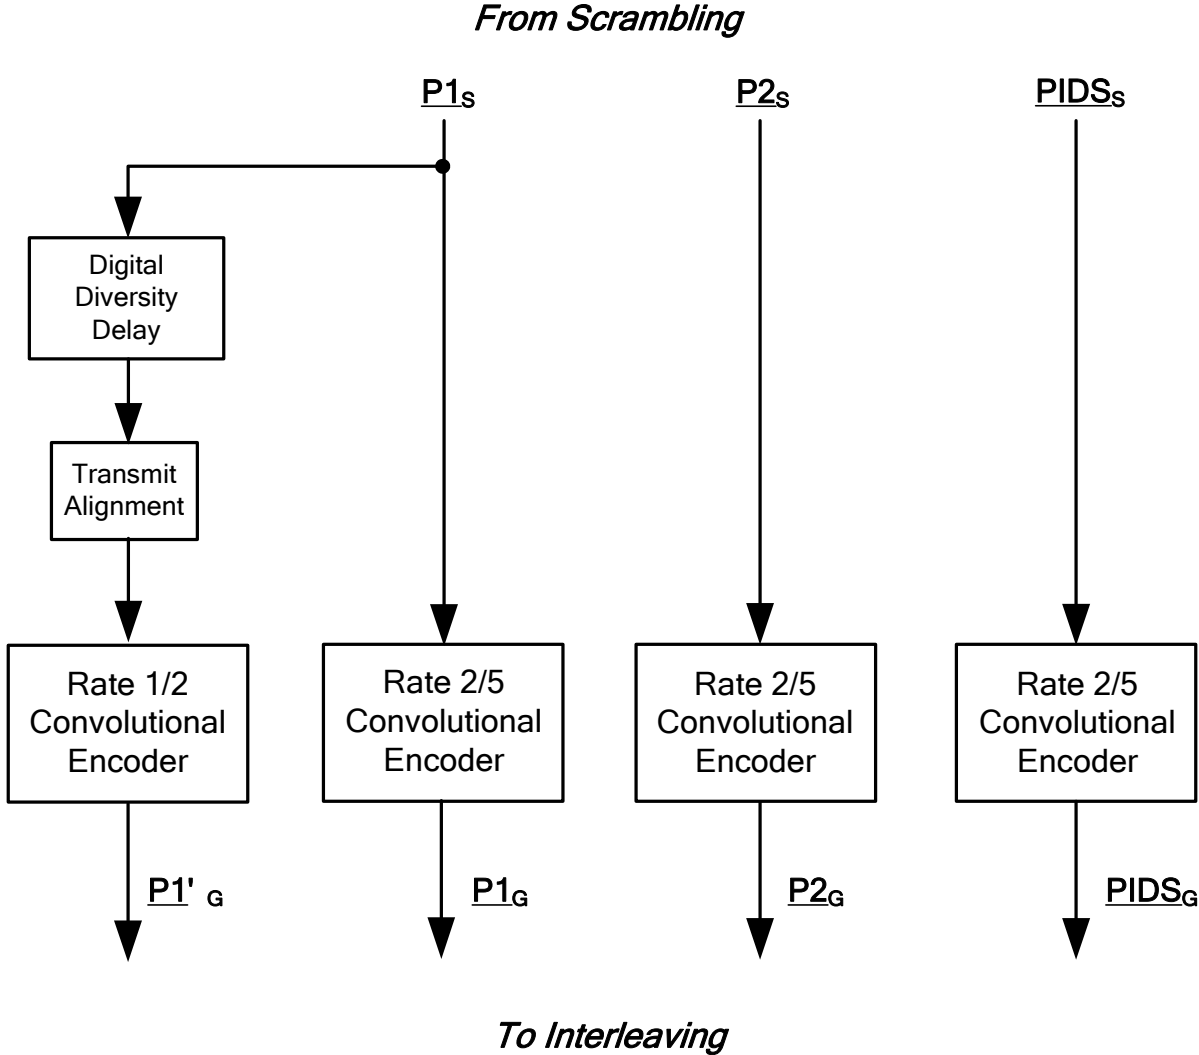 From Scrambling
P1S
P2S
PIDSS
Digital
Diversity
Delay
Transmit
Alignment
Rate 1/2
Convolutional
Encoder
Rate 2/5
Convolutional
Encoder
Rate 2/5
Convolutional
Encoder
Rate 2/5
Convolutional
Encoder
P1' G
P1G
P2G
PIDSG
To Interleaving